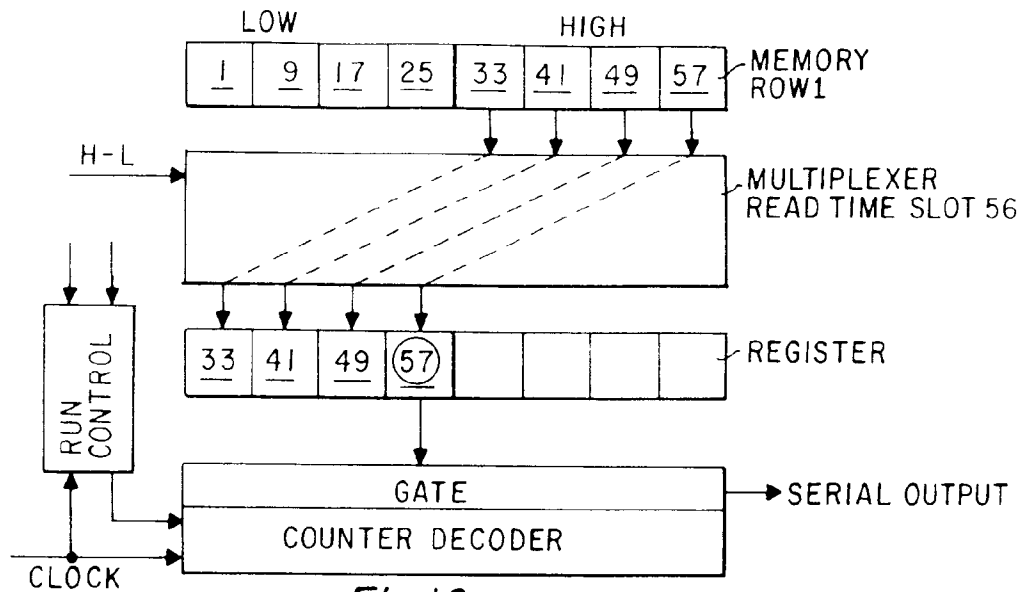 LOW HIGH
1 9 17 25 33 41 49 57
MEMORY
ROW1
H-L
MULTIPLEXER
READ TIME SLOT 56
RUN
CONTROL
33 41 49 57
REGISTER
GATE
SERIAL OUTPUT
COUNTER DECODER
CLOCK